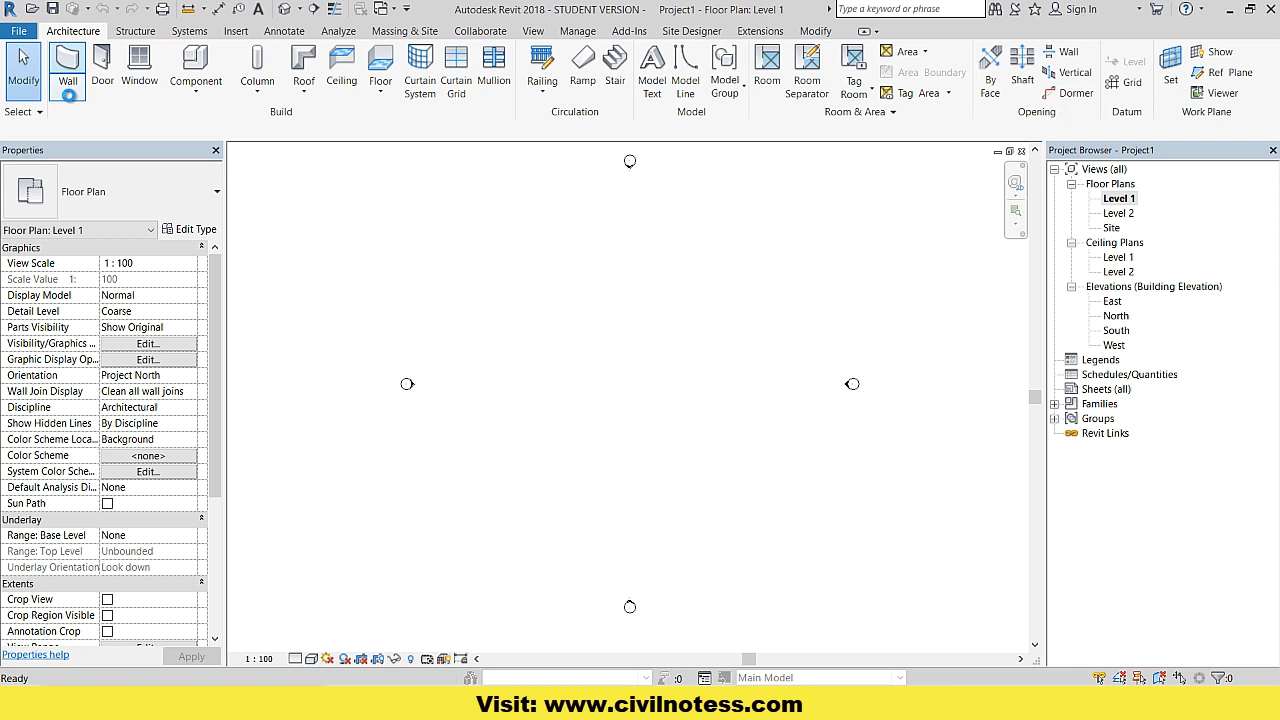 Autodesk Revit 2018 - STUDENT VERSION - Project1 - Floor Plan: Level 1
Type a keyword or phrase
Sign In
File Architecture Structure Systems Insert Annotate Analyze Massing & Site Collaborate View Manage Add-Ins Site Designer Extensions Modify
Modify
Wall
Door
Window
Component
Column
Roof
Ceiling
Floor
Curtain System
Curtain Grid
Mullion
Railing
Ramp
Stair
Model Text
Model Line
Model Group
Room
Room Separator
Tag Room
Area
Area Boundary
Tag Area
By Face
Shaft
Wall
Vertical
Dormer
Level
Grid
Set
Show
Ref Plane
Viewer
Select
Build
Circulation
Model
Room & Area
Opening
Datum
Work Plane
Properties
Floor Plan
Floor Plan: Level 1
Edit Type
Graphics
View Scale 1 : 100
Scale Value 1: 100
Display Model Normal
Detail Level Coarse
Parts Visibility Show Original
Visibility/Graphics ... Edit...
Graphic Display Op... Edit...
Orientation Project North
Wall Join Display Clean all wall joins
Discipline Architectural
Show Hidden Lines By Discipline
Color Scheme Loca... Background
Color Scheme <none>
System Color Sche... Edit...
Default Analysis Di... None
Sun Path
Underlay
Range: Base Level None
Range: Top Level Unbounded
Underlay Orientation Look down
Extents
Crop View
Crop Region Visible
Annotation Crop
Properties help
Apply
Project Browser - Project1
Views (all)
Floor Plans
Level 1
Level 2
Site
Ceiling Plans
Level 1
Level 2
Elevations (Building Elevation)
East
North
South
West
Legends
Schedules/Quantities
Sheets (all)
Families
Groups
Revit Links
1 : 100
Ready
:0
Main Model
:0
Visit: www.civilnotess.com